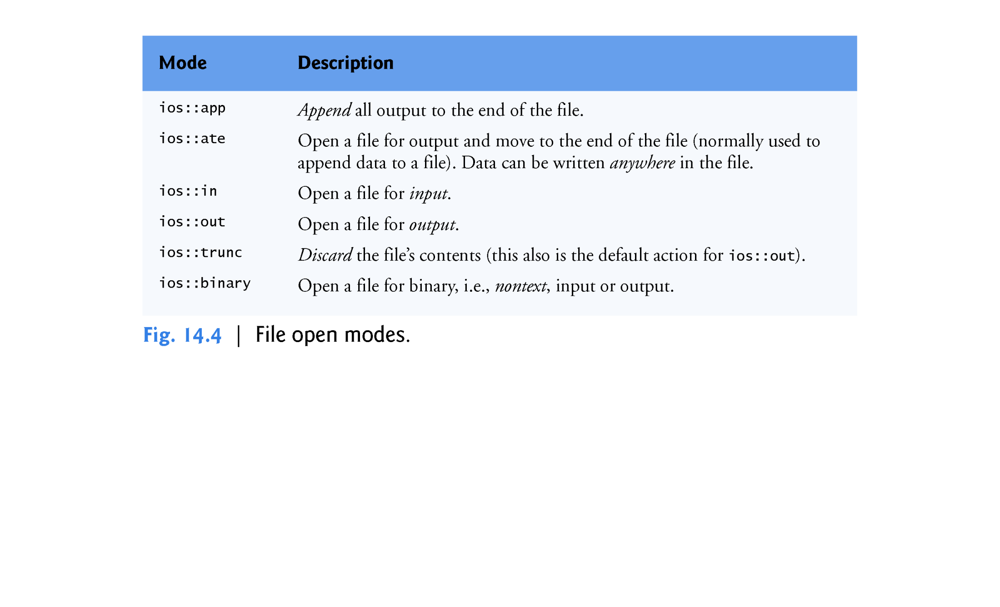 Mode Description
ios::app Append all output to the end of the file.
ios::ate Open a file for output and move to the end of the file (normally used to
append data to a file). Data can be written anywhere in the file.
ios::in Open a file for input.
ios::out Open a file for output.
ios::trunc Discard the file’s contents (this also is the default action for ios::out).
ios::binary Open a file for binary, i.e., nontext, input or output.
Fig. 14.4 | File open modes.